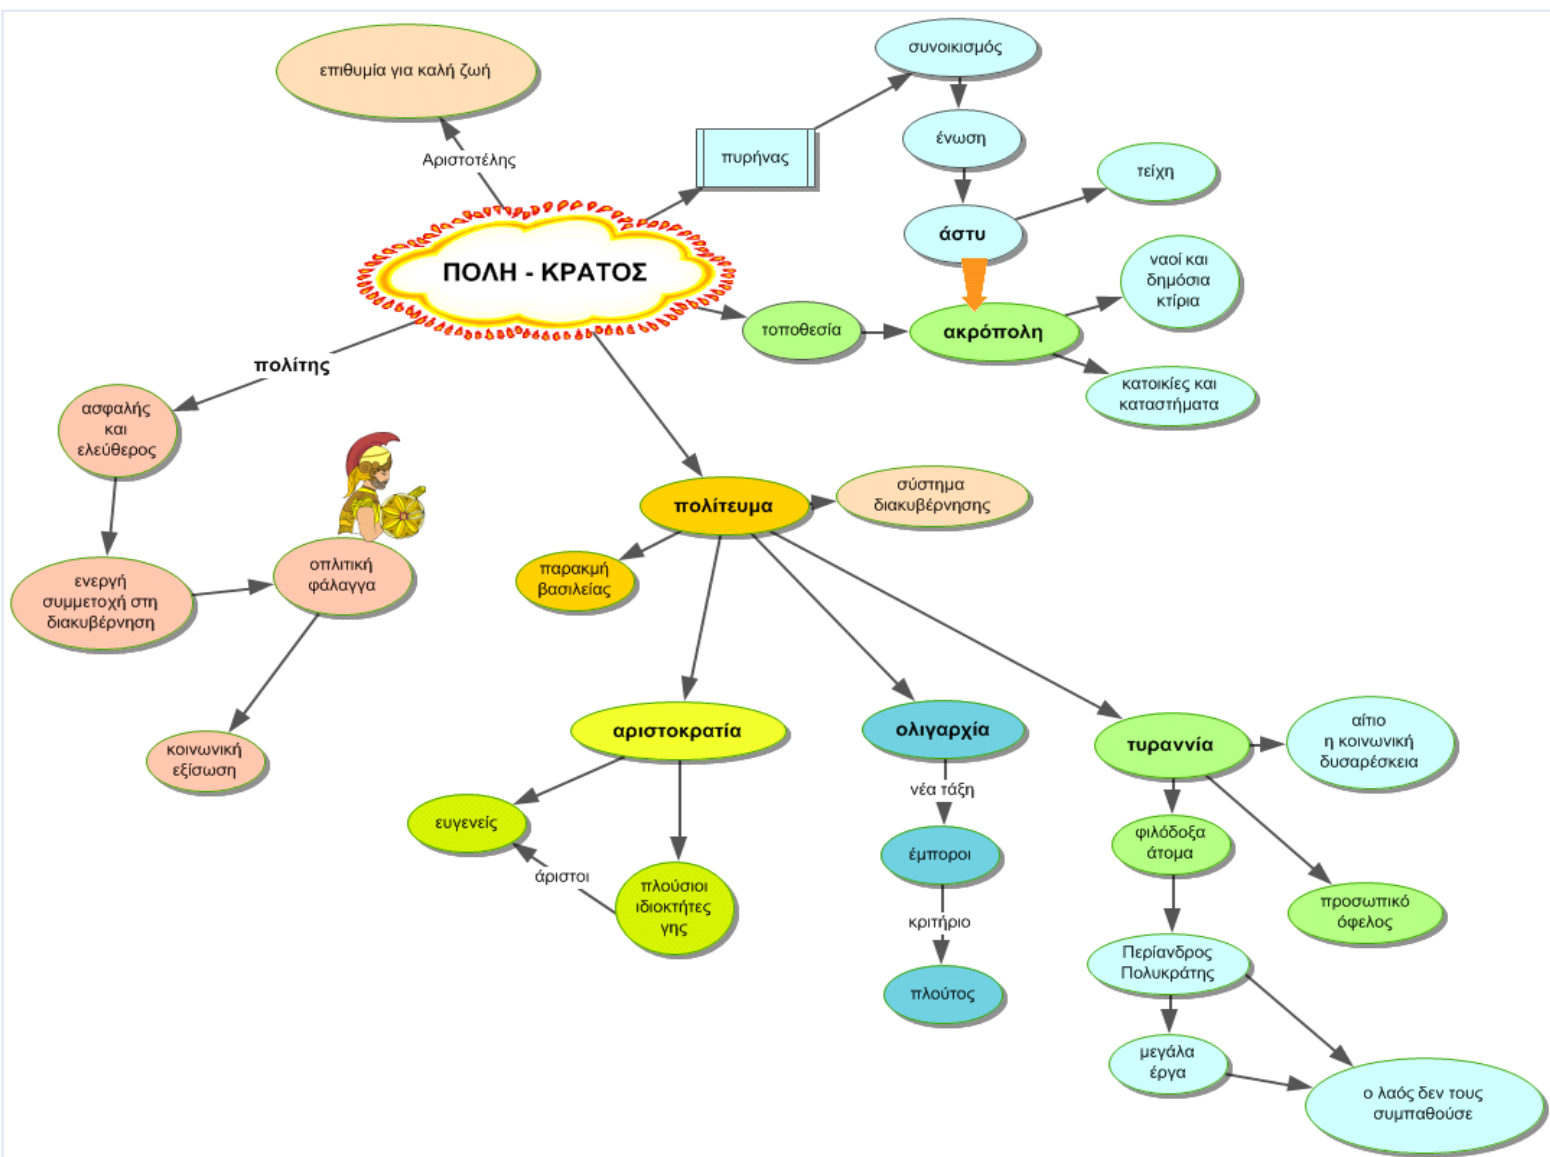 συνοικισμός
επιθυμία για καλή ζωή
ένωση
Αριστοτέλης
πυρήνας
τείχη
άστυ
ΠΟΛΗ - ΚΡΑΤΟΣ
ναοί και
δημόσια
κτίρια
τοποθεσία
ακρόπολη
πολίτης
κατοικίες και
καταστήματα
ασφαλής
και
ελεύθερος
σύστημα
διακυβέρνησης
πολίτευμα
οπλιτική
φάλαγγα
παρακμή
βασιλείας
ενεργή
συμμετοχή στη
διακυβέρνηση
αριστοκρατία
ολιγαρχία
τυραννία
αίτιο
η κοινωνική
δυσαρέσκεια
κοινωνική
εξίσωση
νέα τάξη
ευγενείς
φιλόδοξα
άτομα
έμποροι
άριστοι
πλούσιοι
ιδιοκτήτες
γης
προσωπικό
όφελος
κριτήριο
Περίανδρος
Πολυκράτης
πλούτος
μεγάλα
έργα
ο λαός δεν τους
συμπαθούσε